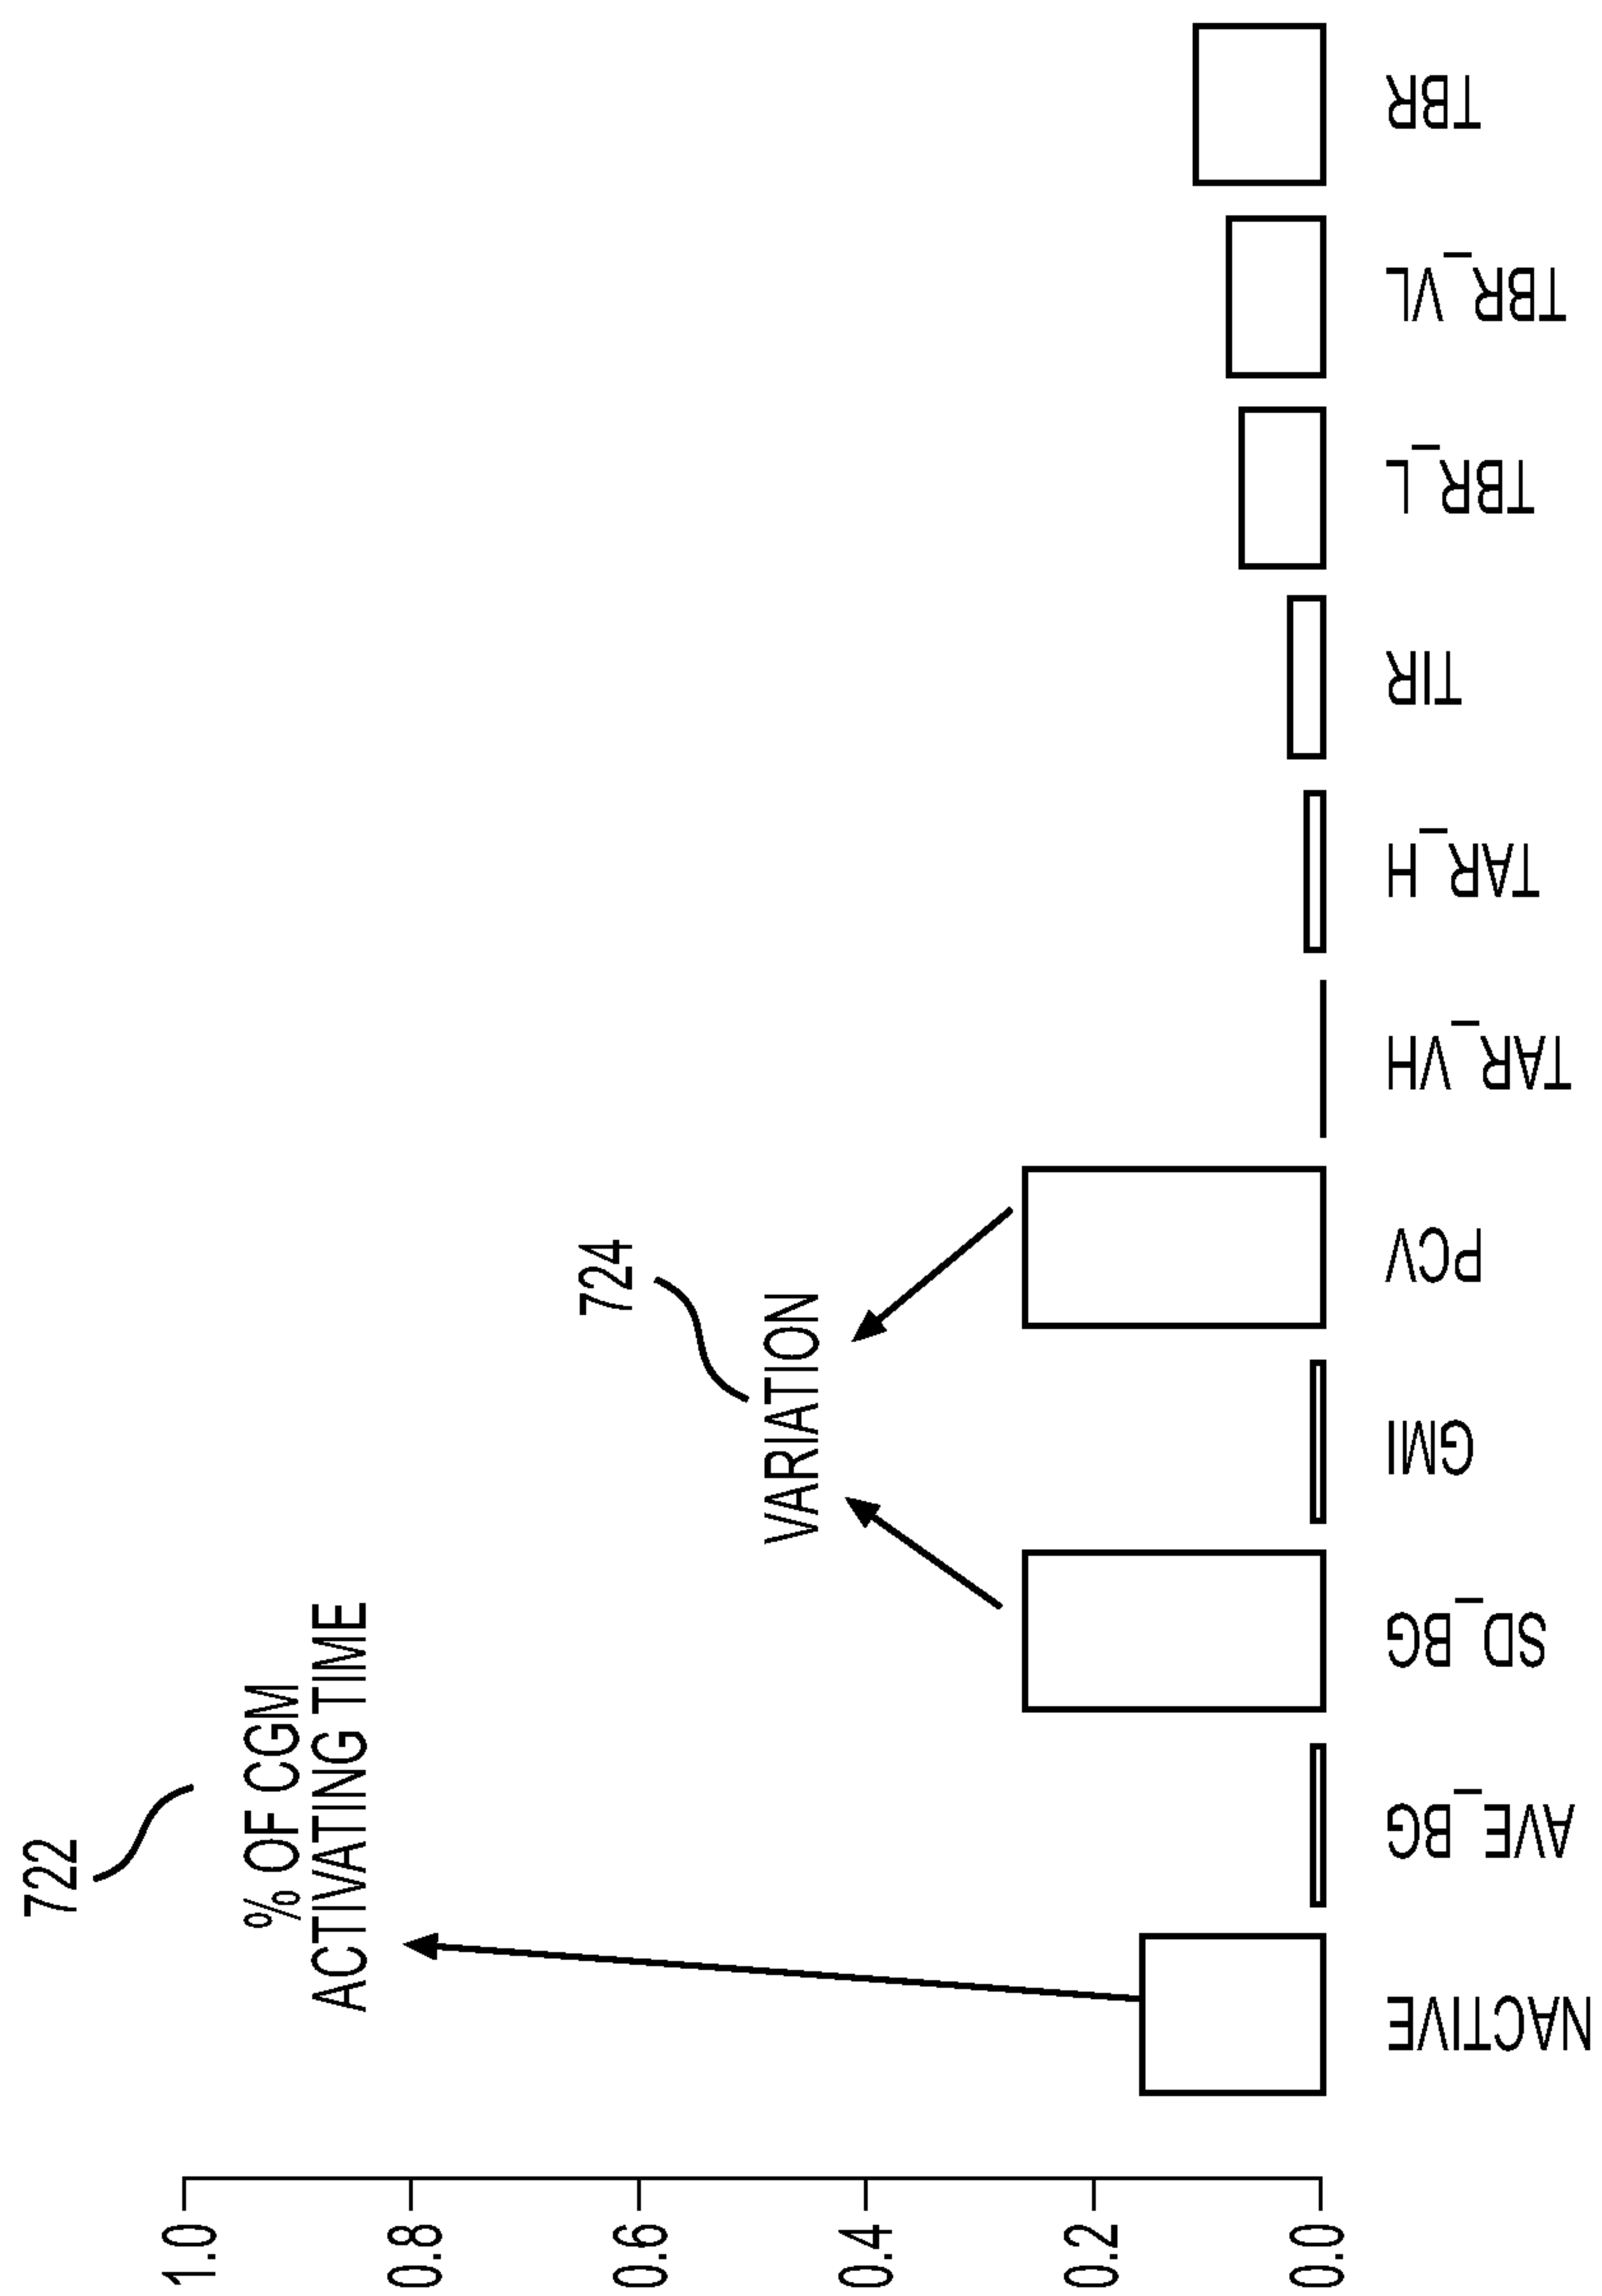 722
% OF CGM
ACTIVATING TIME
724
VARIATION
1.0
0.8
0.6
0.4
0.2
0.0
NACTIVE
AVE_BG
SD_BG
GMI
PCV
TAR_VH
TAR_H
TIR
TBR_L
TBR_VL
TBR